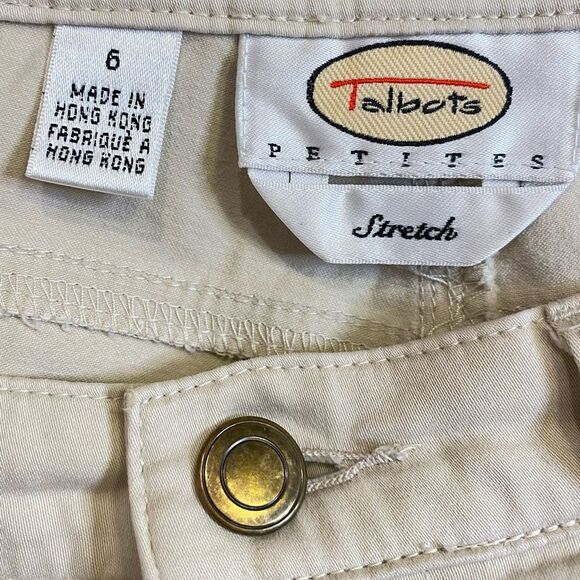 6
MADE IN
HONG KONG
FABRIQUÉ À
HONG KONG
Talbots
PETITES
Stretch